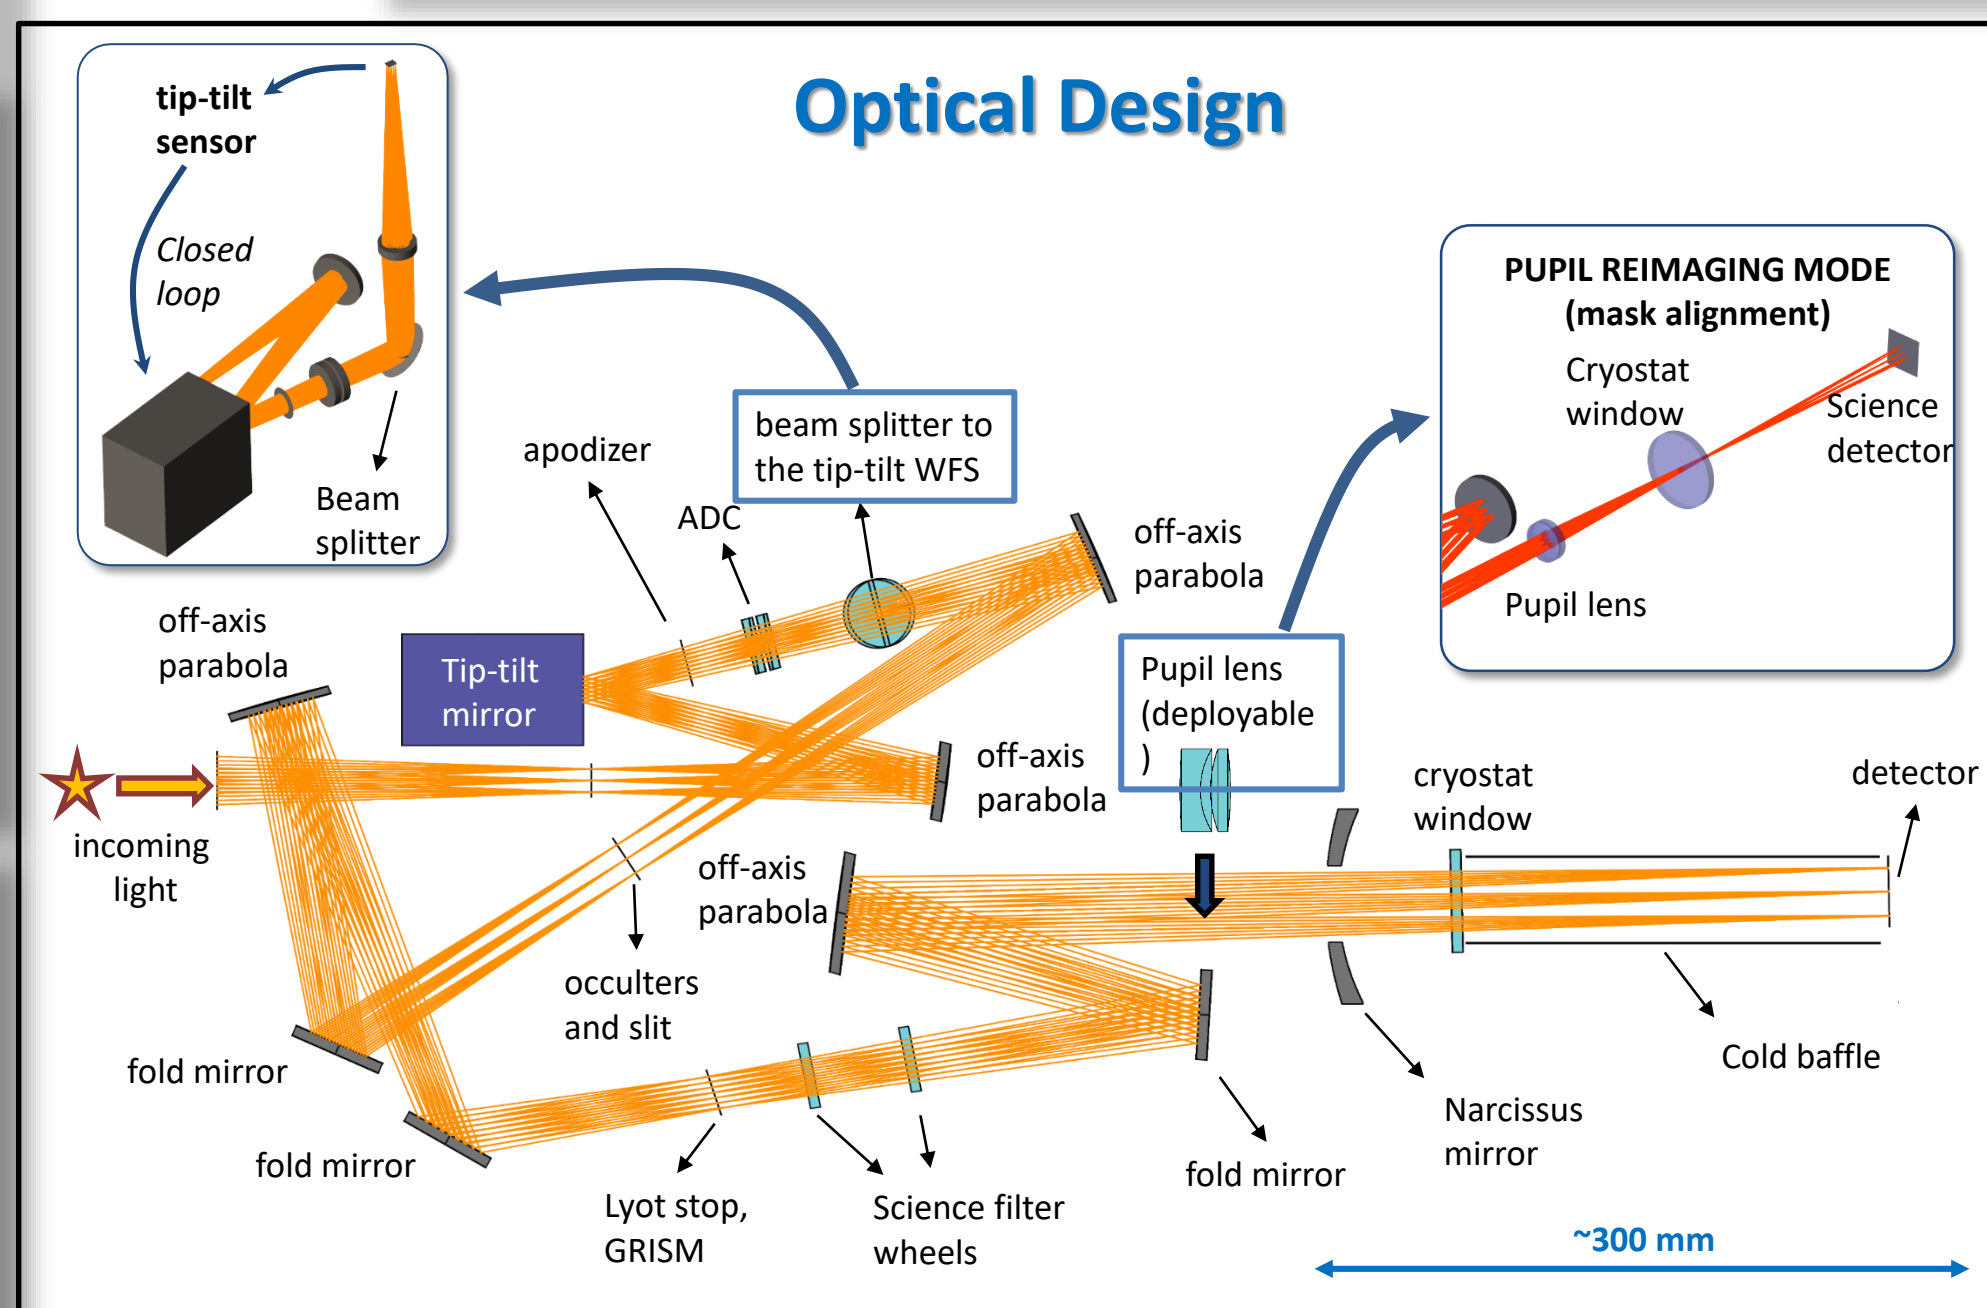 Optical Design
tip-tilt
sensor
Closed
loop
Beam
splitter
PUPIL REIMAGING MODE
(mask alignment)
Cryostat
window
Science
detector
Pupil lens
apodizer
ADC
beam splitter to
the tip-tilt WFS
off-axis
parabola
off-axis
parabola
Tip-tilt
mirror
Pupil lens
(deployable
)
off-axis
parabola
cryostat
window
detector
incoming
light
off-axis
parabola
occulters
and slit
fold mirror
fold mirror
Lyot stop,
GRISM
Science filter
wheels
fold mirror
Narcissus
mirror
Cold baffle
~300 mm